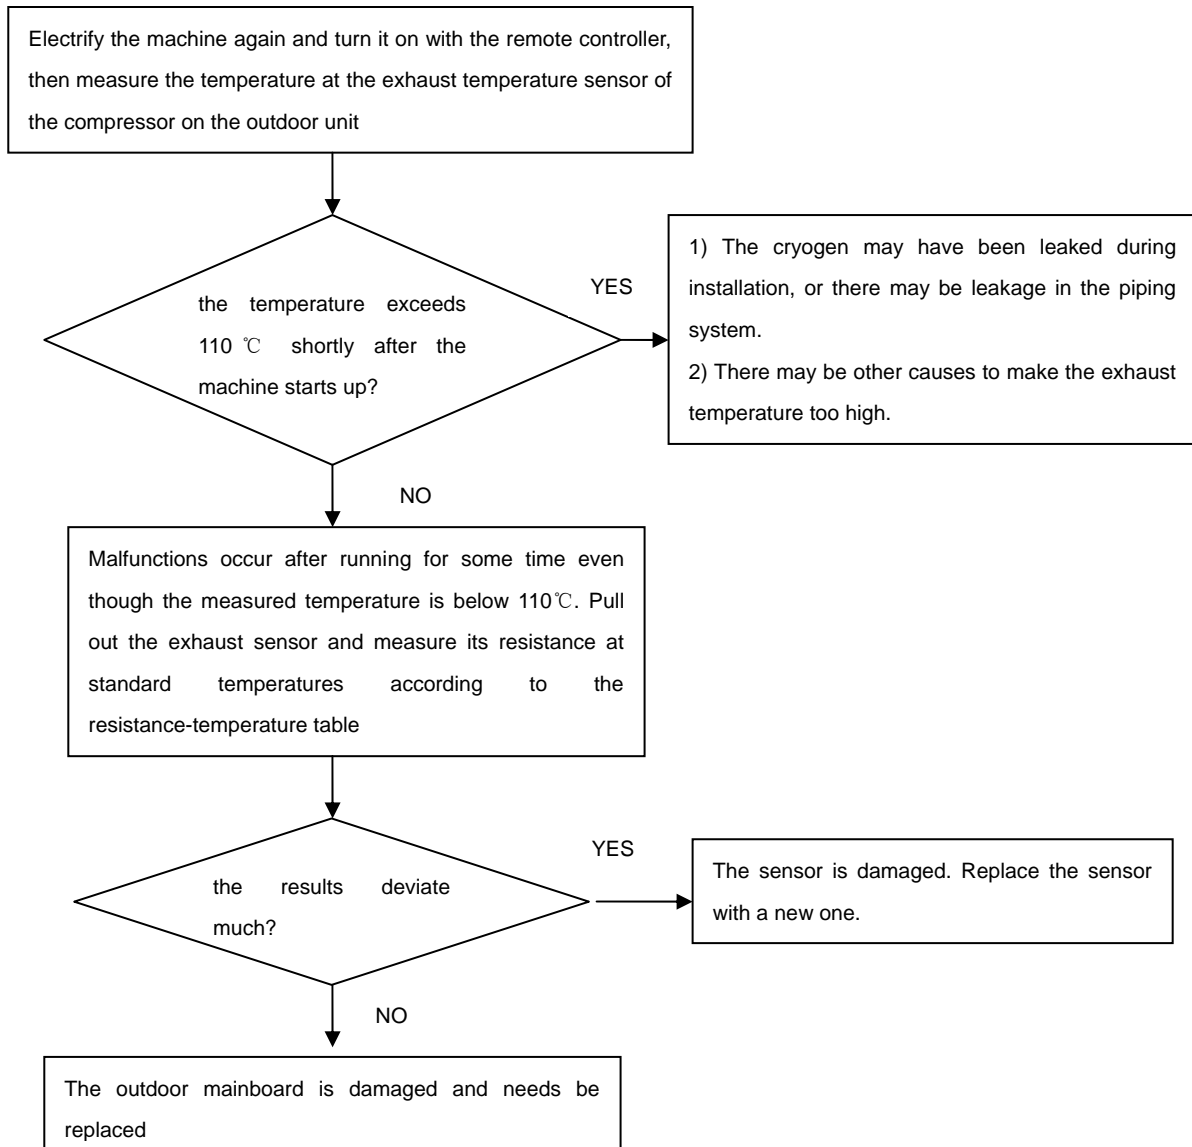 Electrify the machine again and turn it on with the remote controller,
then measure the temperature at the exhaust temperature sensor of
the compressor on the outdoor unit
the temperature exceeds
110 ℃ shortly after the
machine starts up?
YES
1) The cryogen may have been leaked during
installation, or there may be leakage in the piping
system.
2) There may be other causes to make the exhaust
temperature too high.
NO
Malfunctions occur after running for some time even
though the measured temperature is below 110℃. Pull
out the exhaust sensor and measure its resistance at
standard temperatures according to the
resistance-temperature table
the results deviate
much?
YES
The sensor is damaged. Replace the sensor
with a new one.
NO
The outdoor mainboard is damaged and needs be
replaced